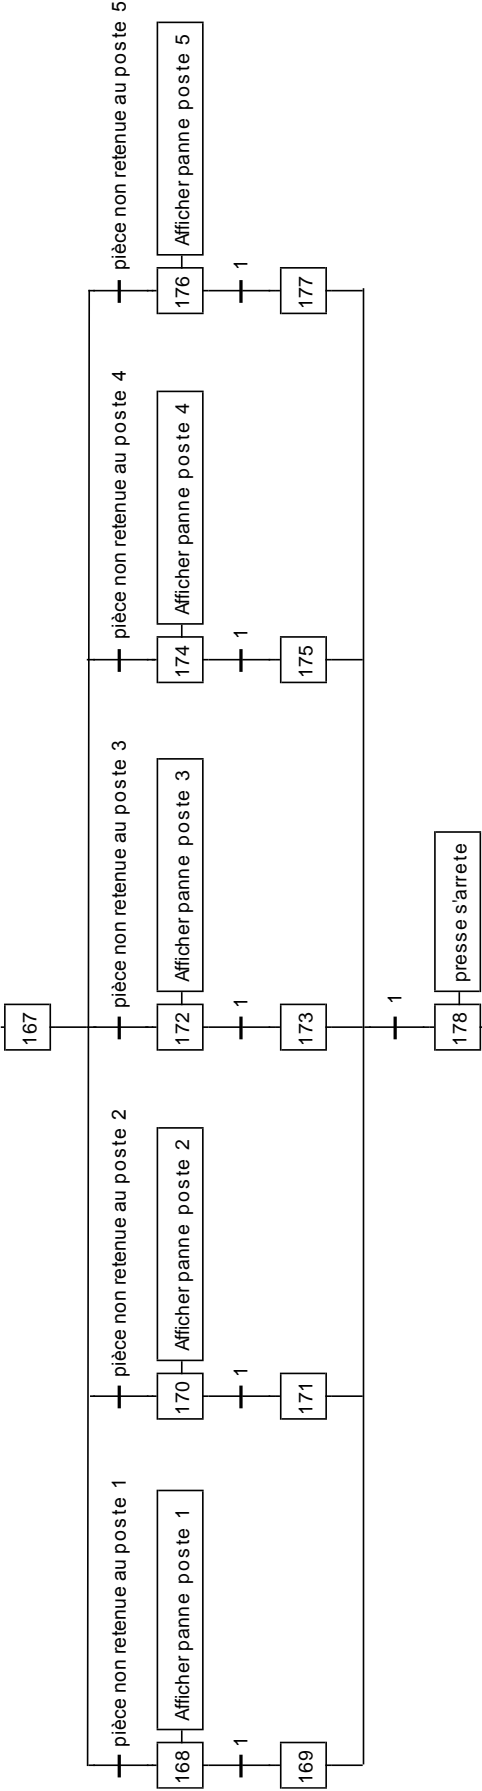 167
pièce non retenue au poste 1
pièce non retenue au poste 2
pièce non retenue au poste 3
pièce non retenue au poste 4
pièce non retenue au poste 5
168
Afficher panne poste 1
170
Afficher panne poste 2
172
Afficher panne poste 3
174
Afficher panne poste 4
176
Afficher panne poste 5
1
1
1
1
1
169
171
173
175
177
1
178
presse s'arrete